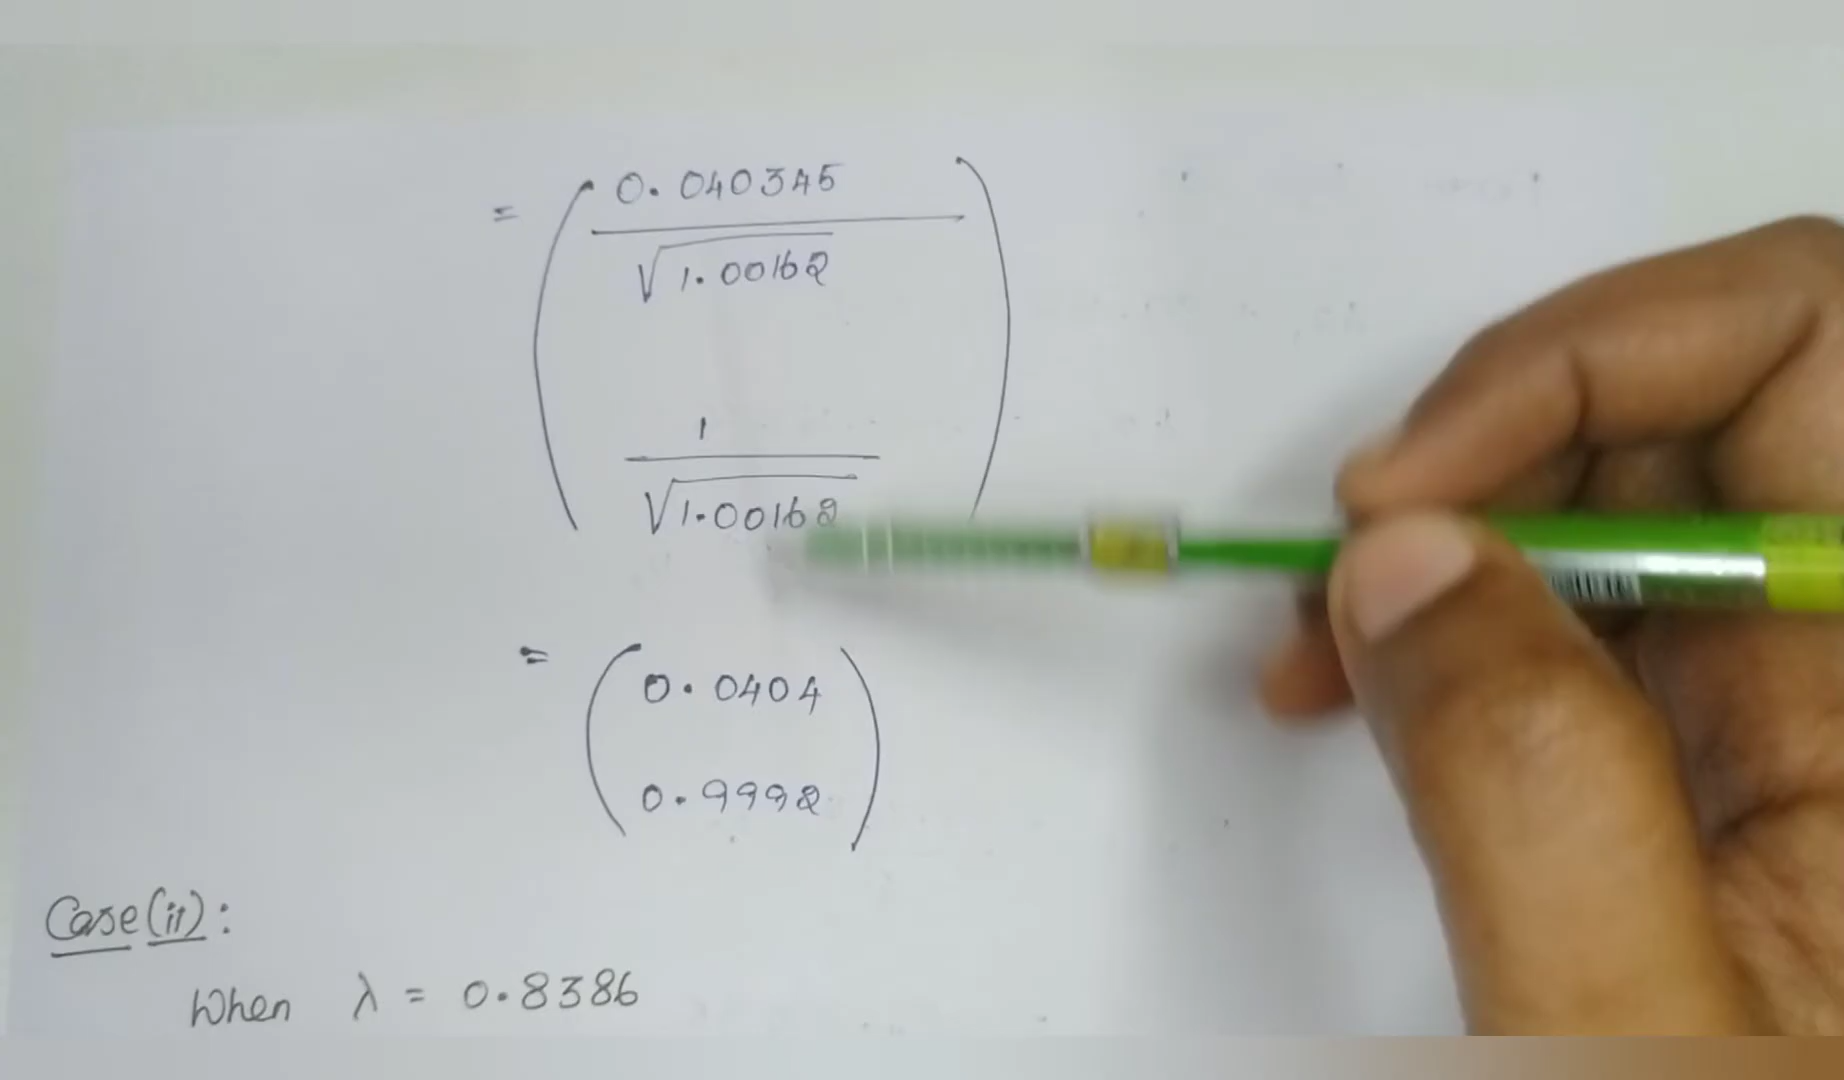 = ( 0.040345
√1.00162
1
√1.00162 )
= ( 0.0404
0.9992 )
Case(ii):
When λ = 0.8386